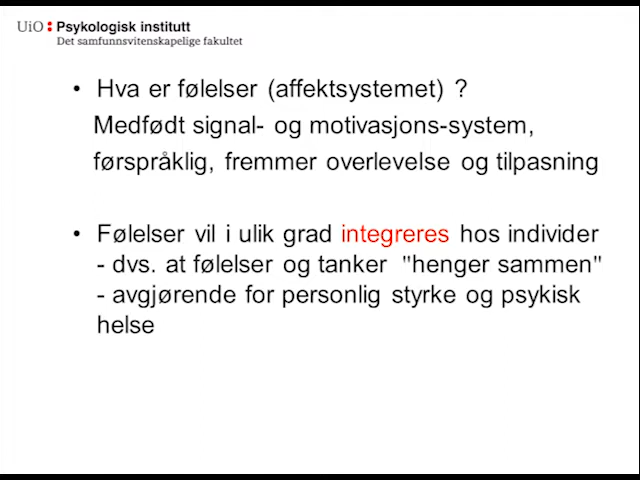 UiO : Psykologisk institutt
Det samfunnsvitenskapelige fakultet
• Hva er følelser (affektsystemet) ?
Medfødt signal- og motivasjons-system,
førspråklig, fremmer overlevelse og tilpasning
• Følelser vil i ulik grad integreres hos individer
- dvs. at følelser og tanker "henger sammen"
- avgjørende for personlig styrke og psykisk
helse